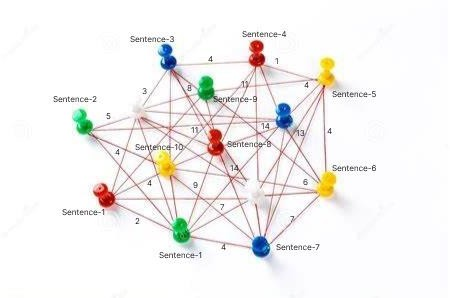 Sentence-4
Sentence-3
4
1
Sentence-5
11
4
8
3
Sentence-9
Sentence-2
5
14
13
4
11
Sentence-8
Sentence-10
4
14
Sentence-6
4
9
6
Sentence-1
2
7
7
Sentence-7
4
Sentence-1